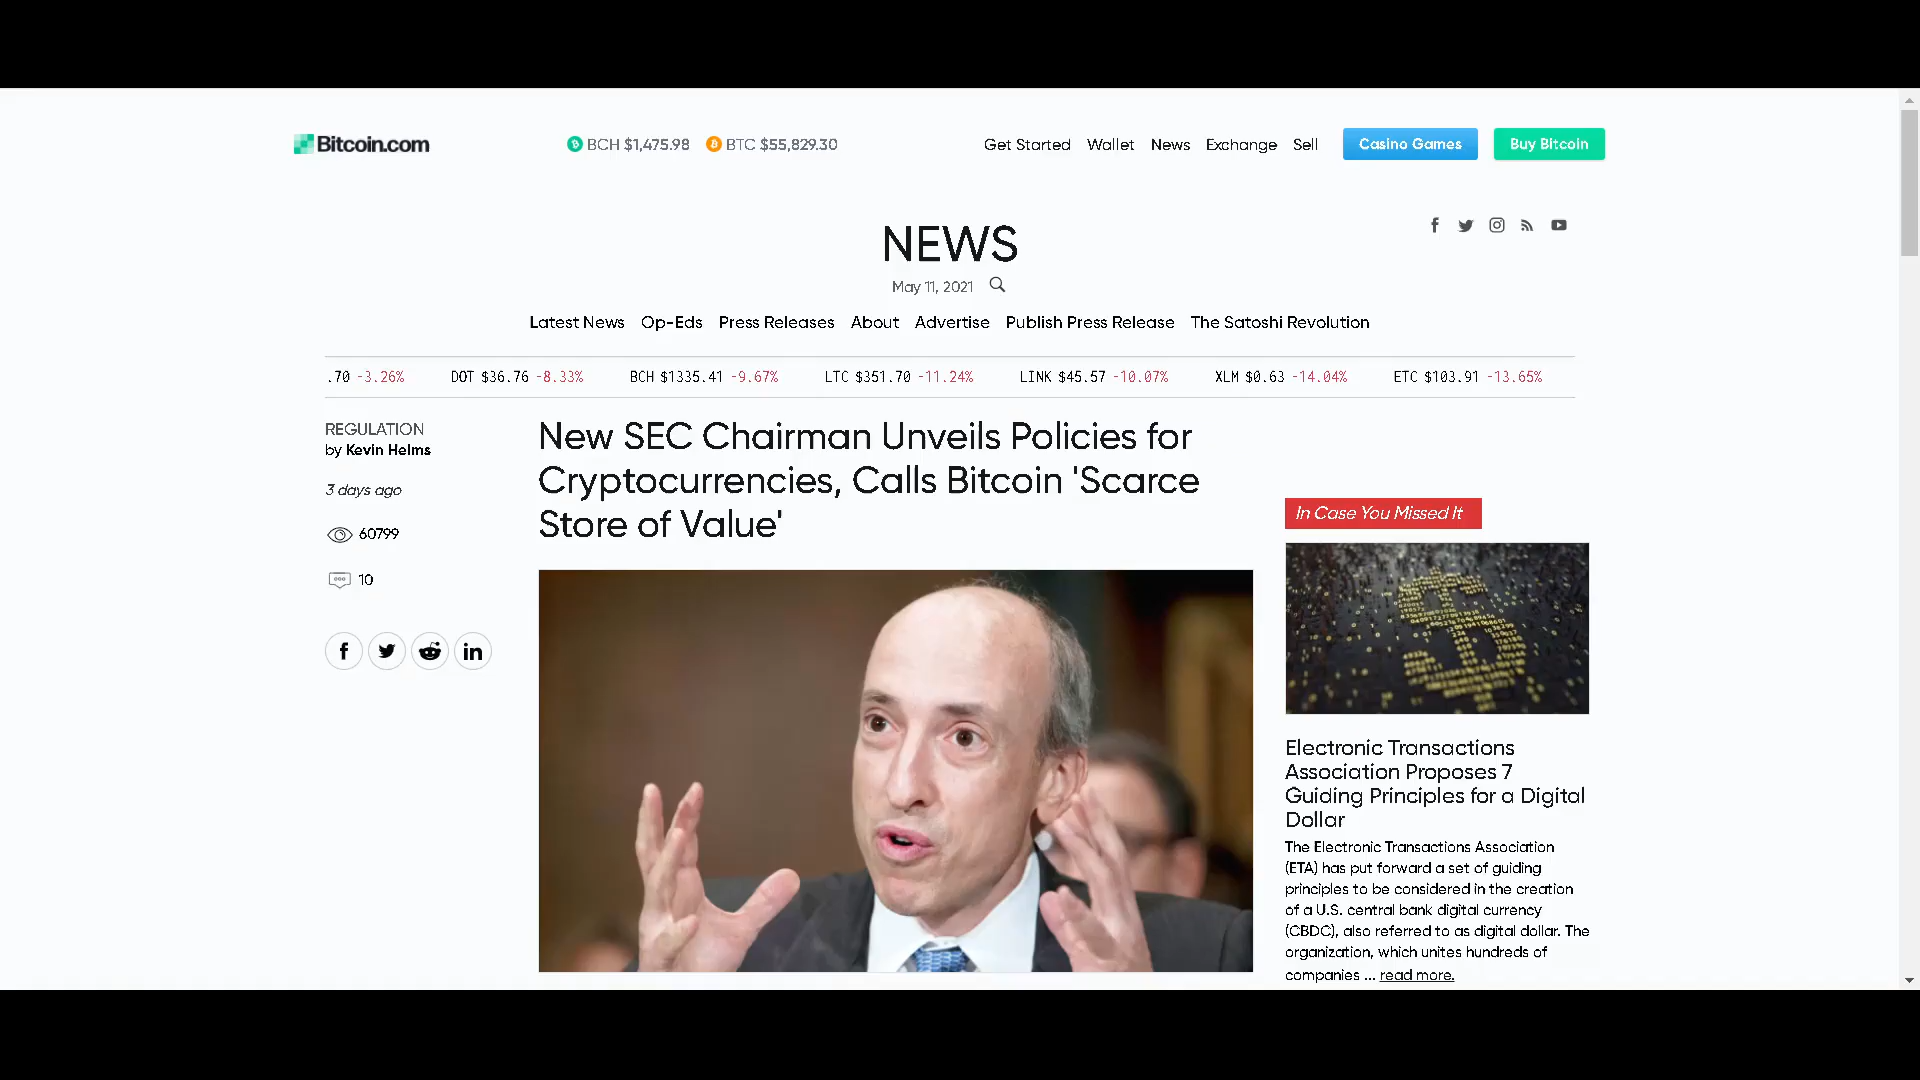 Bitcoin.com
BCH $1,475.98 BTC $55,829.30
Get Started Wallet News Exchange Sell Casino Games Buy Bitcoin
NEWS
May 11, 2021
Latest News Op-Eds Press Releases About Advertise Publish Press Release The Satoshi Revolution
.70 -3.26% DOT $36.76 -8.33% BCH $1335.41 -9.67% LTC $351.70 -11.24% LINK $45.57 -10.07% XLM $0.63 -14.04% ETC $103.91 -13.65%
REGULATION
by Kevin Helms
3 days ago
60799
10
New SEC Chairman Unveils Policies for
Cryptocurrencies, Calls Bitcoin 'Scarce
Store of Value'
In Case You Missed It
Electronic Transactions
Association Proposes 7
Guiding Principles for a Digital
Dollar
The Electronic Transactions Association
(ETA) has put forward a set of guiding
principles to be considered in the creation
of a U.S. central bank digital currency
(CBDC), also referred to as digital dollar. The
organization, which unites hundreds of
companies ... read more.